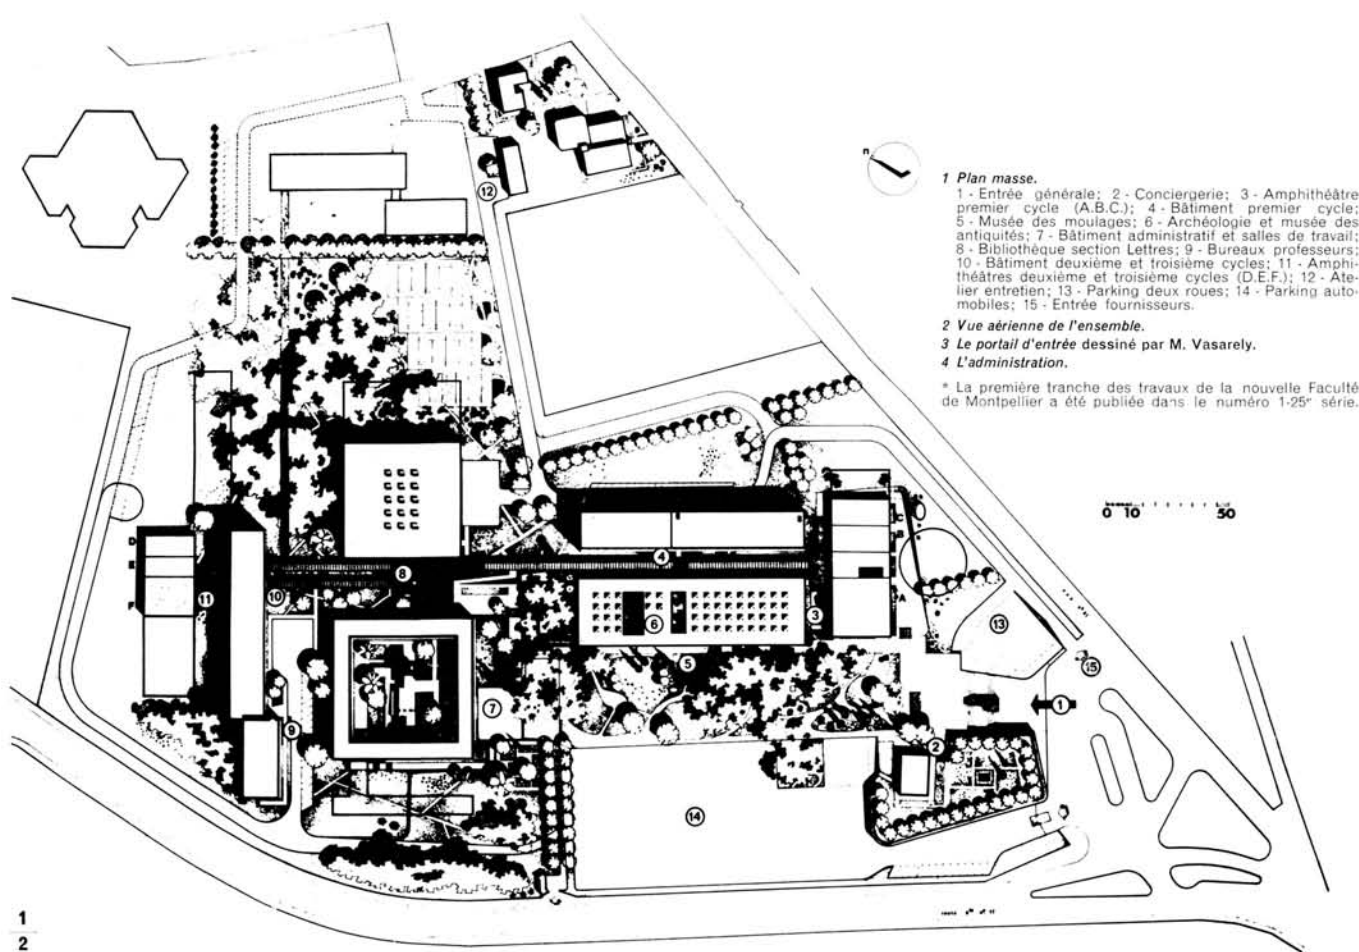 n
1 Plan masse.
1 - Entrée générale; 2 - Conciergerie; 3 - Amphithéâtre
premier cycle (A.B.C.); 4 - Bâtiment premier cycle;
5 - Musée des moulages; 6 - Archéologie et musée des
antiquités; 7 - Bâtiment administratif et salles de travail;
8 - Bibliothèque section Lettres; 9 - Bureaux professeurs;
10 - Bâtiment deuxième et troisième cycles; 11 - Amphi-
théâtres deuxième et troisième cycles (D.E.F.); 12 - Ate-
lier entretien; 13 - Parking deux roues; 14 - Parking auto-
mobiles; 15 - Entrée fournisseurs.
2 Vue aérienne de l'ensemble.
3 Le portail d'entrée dessiné par M. Vasarely.
4 L'administration.
* La première tranche des travaux de la nouvelle Faculté
de Montpellier a été publiée dans le numéro 1-25e série.
0 10 50
12
C
B
A
D
E
F
4
8
10
11
6
3
13
5
15
7
1
9
2
14
1
2